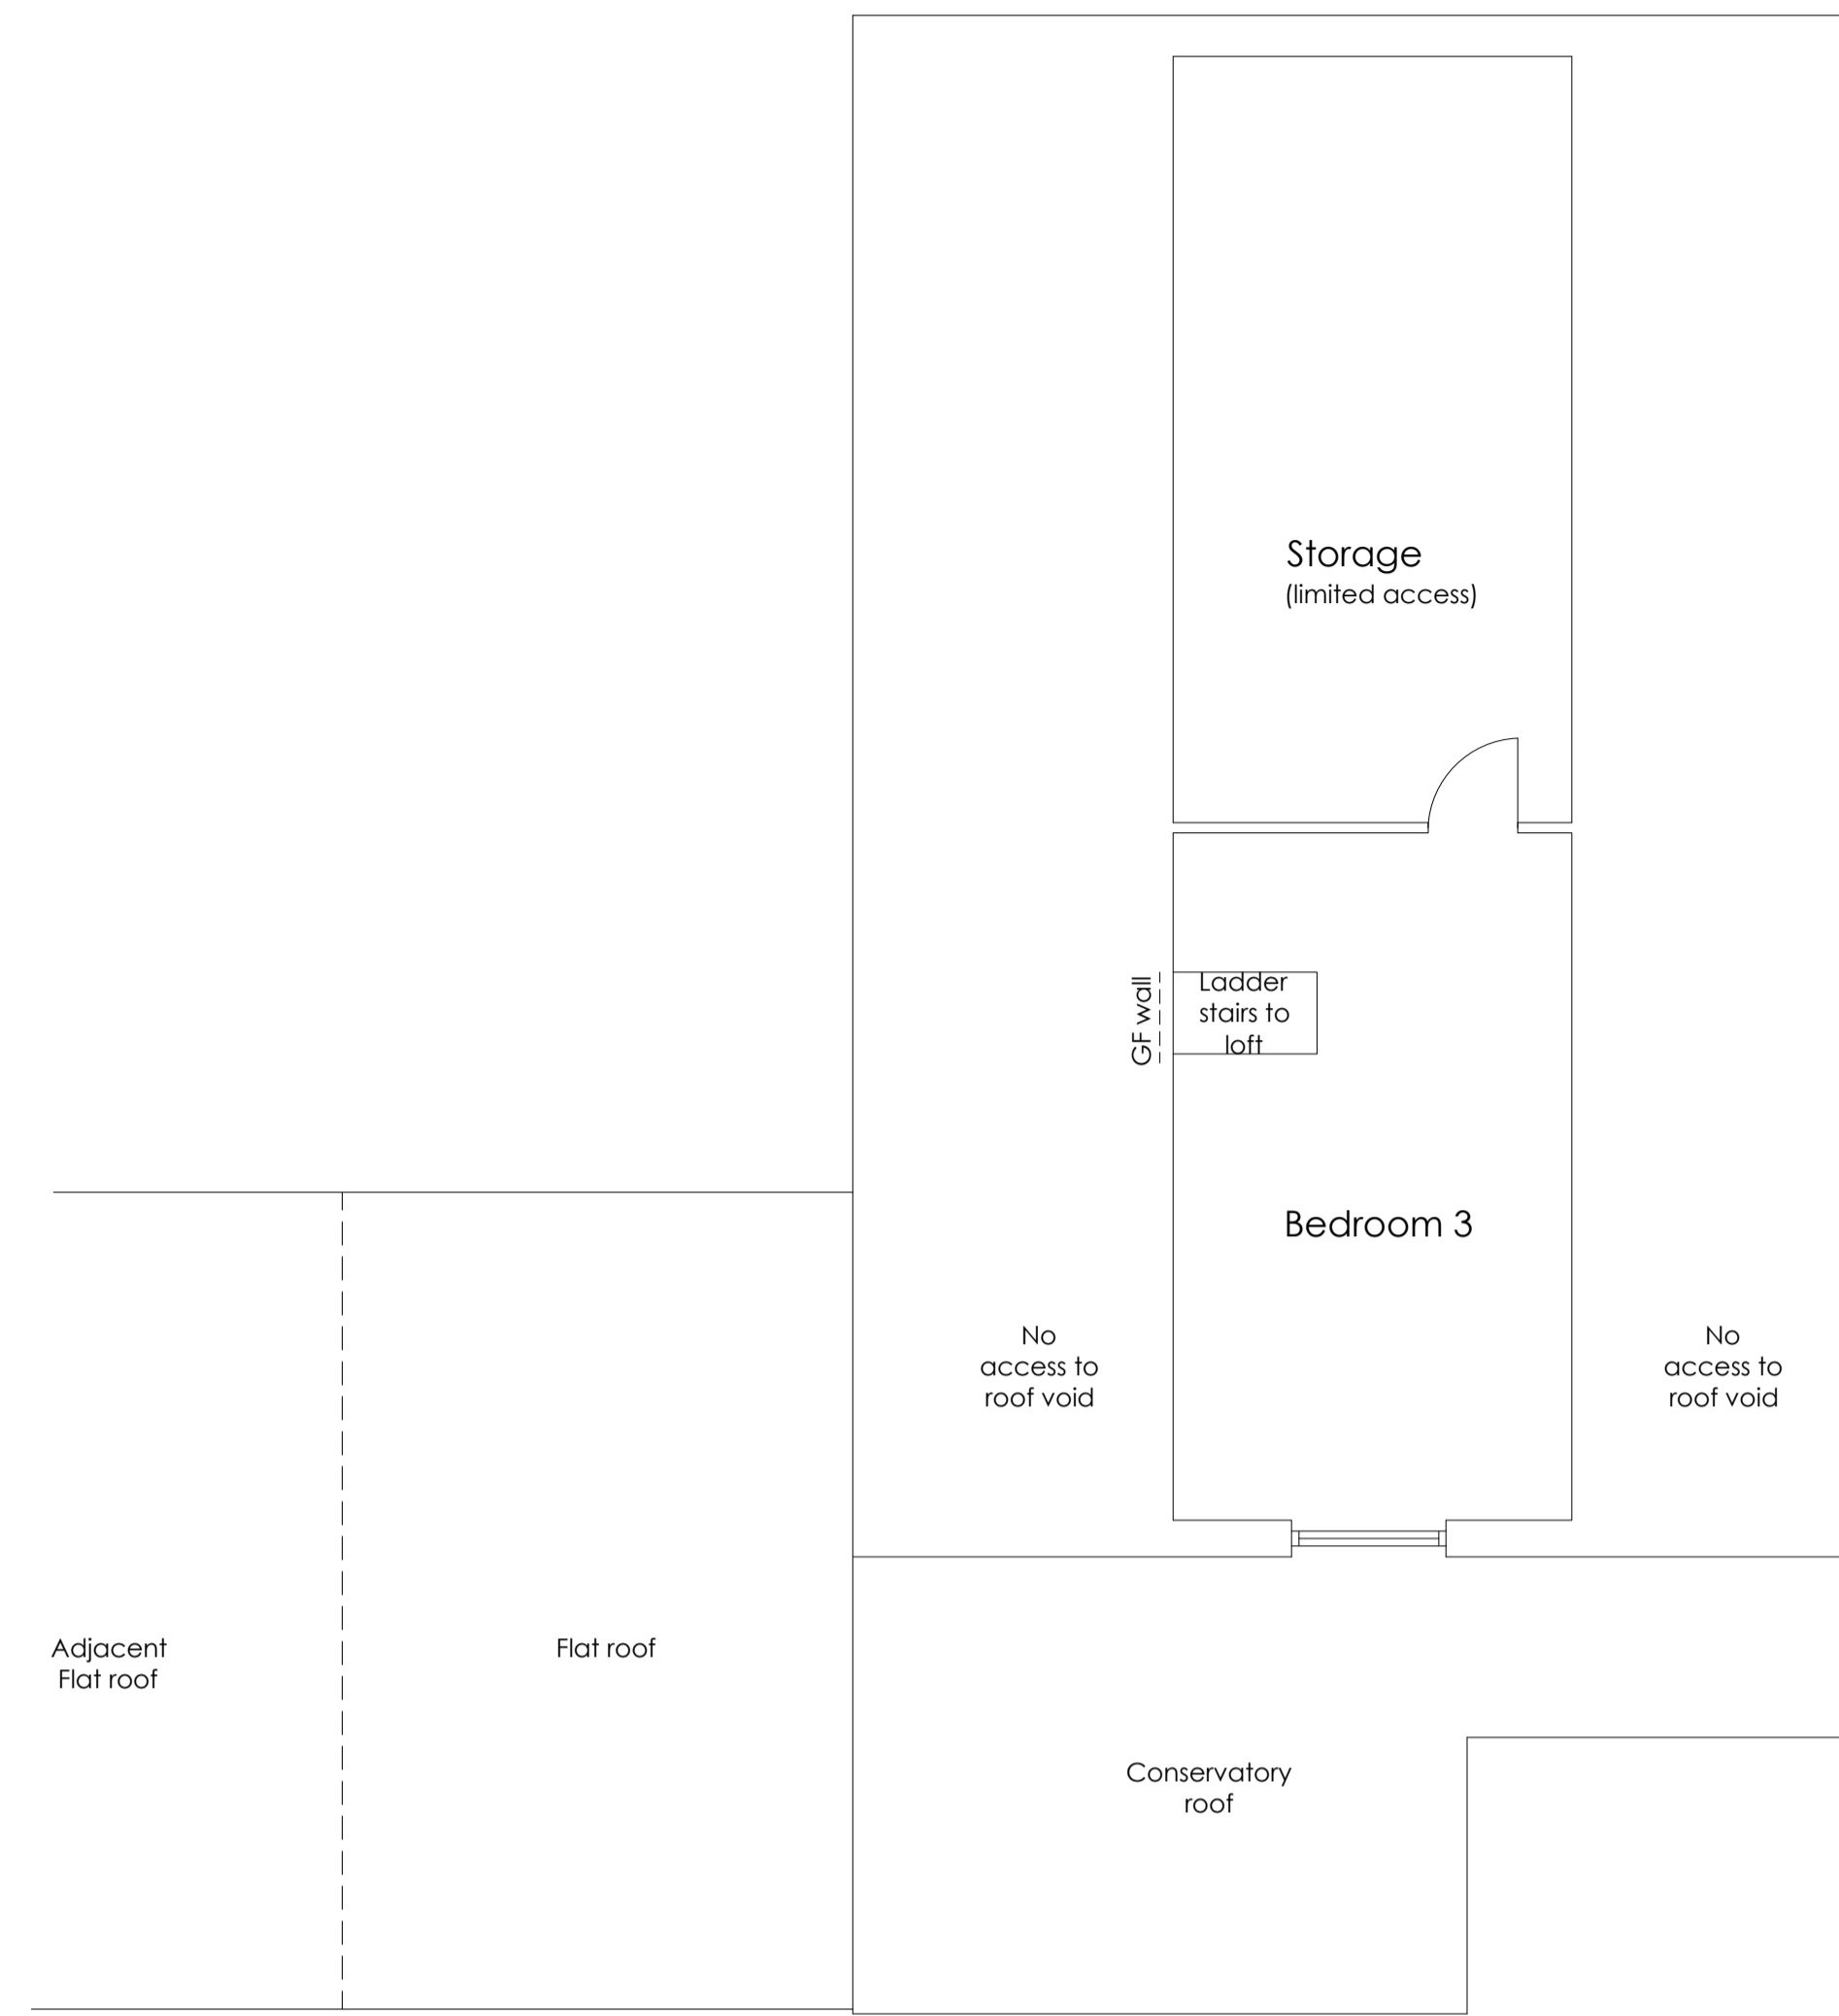 Storage
(limited access)
GF wall
Ladder
stairs to
loft
Bedroom 3
No
access to
roof void
No
access to
roof void
Adjacent
Flat roof
Flat roof
Conservatory
roof